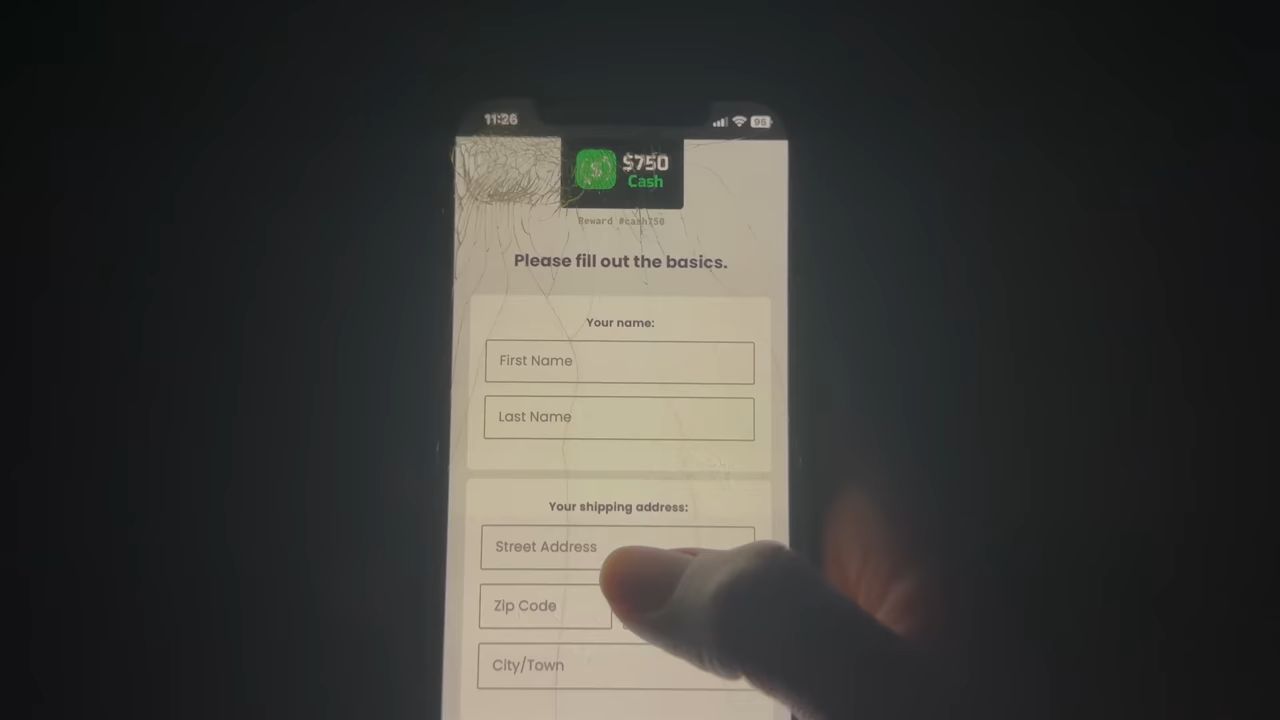 11:26
96
$750
Cash
Reward #cash750
Please fill out the basics.
Your name:
First Name
Last Name
Your shipping address:
Street Address
Zip Code
City/Town